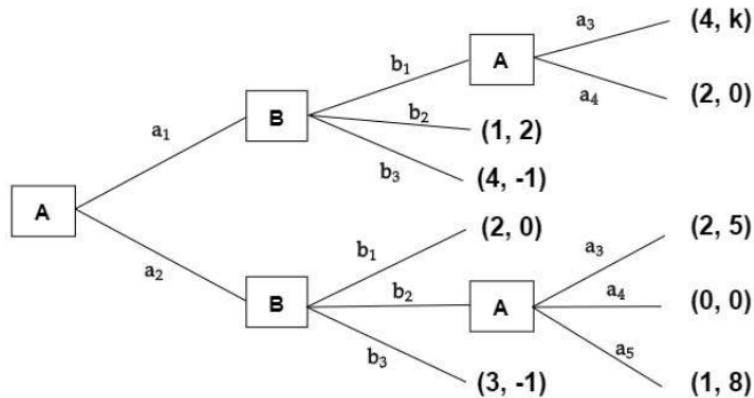 a₃ (4, k)
A
b₁
a₄ (2, 0)
B
a₁
b₂ (1, 2)
b₃ (4, -1)
A
(2, 0)
(2, 5)
b₁
a₃
a₂
B
b₂
A
a₄ (0, 0)
b₃
a₅
(3, -1)
(1, 8)